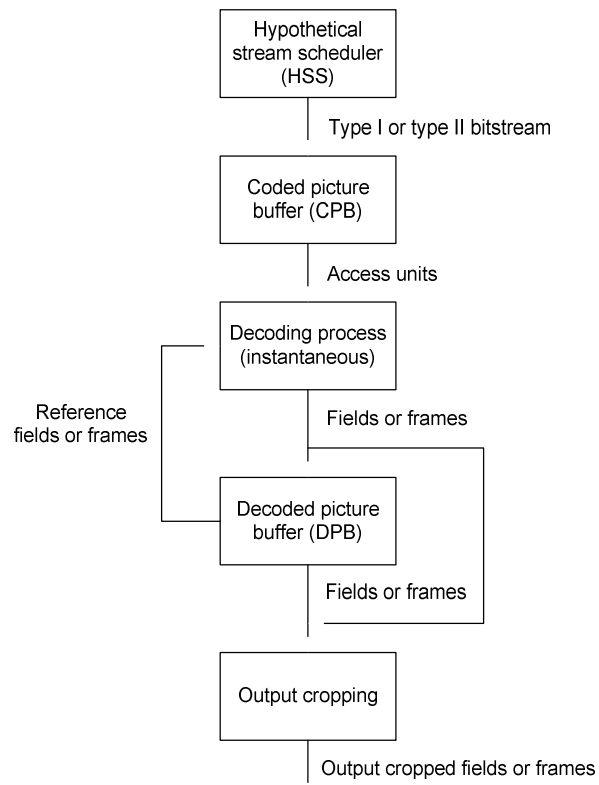 Hypothetical
stream scheduler
(HSS)
Type I or type II bitstream
Coded picture
buffer (CPB)
Access units
Decoding process
(instantaneous)
Reference
fields or frames
Fields or frames
Decoded picture
buffer (DPB)
Fields or frames
Output cropping
Output cropped fields or frames